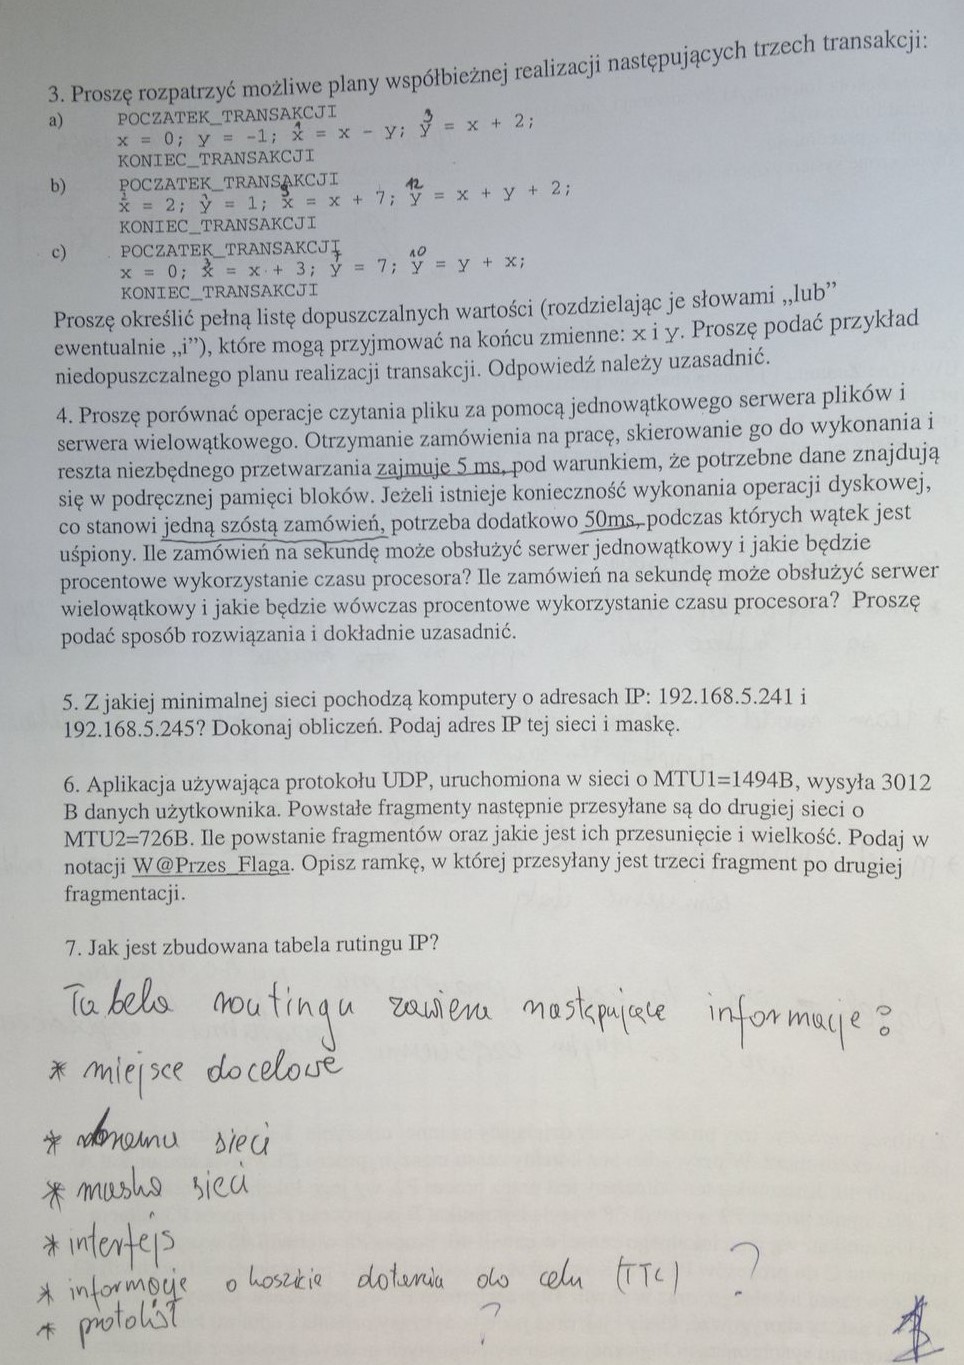 3. Proszę rozpatrzyć możliwe plany współbieżnej realizacji następujących trzech transakcji:
a) POCZATEK_TRANSAKCJI
1 3
x = 0; y = -1; x = x - y; y = x + 2;
KONIEC_TRANSAKCJI
b) POCZATEK_TRANSAKCJI
9 12
x = 2; y = 1; x = x + 7; y = x + y + 2;
KONIEC_TRANSAKCJI
c) POCZATEK_TRANSAKCJI
3 7 10
x = 0; x = x + 3; y = 7; y = y + x;
KONIEC_TRANSAKCJI
Proszę określić pełną listę dopuszczalnych wartości (rozdzielając je słowami „lub”
ewentualnie „i”), które mogą przyjmować na końcu zmienne: x i y. Proszę podać przykład
niedopuszczalnego planu realizacji transakcji. Odpowiedź należy uzasadnić.
4. Proszę porównać operacje czytania pliku za pomocą jednowątkowego serwera plików i
serwera wielowątkowego. Otrzymanie zamówienia na pracę, skierowanie go do wykonania i
reszta niezbędnego przetwarzania zajmuje 5 ms, pod warunkiem, że potrzebne dane znajdują
się w podręcznej pamięci bloków. Jeżeli istnieje konieczność wykonania operacji dyskowej,
co stanowi jedną szóstą zamówień, potrzeba dodatkowo 50ms, podczas których wątek jest
uśpiony. Ile zamówień na sekundę może obsłużyć serwer jednowątkowy i jakie będzie
procentowe wykorzystanie czasu procesora? Ile zamówień na sekundę może obsłużyć serwer
wielowątkowy i jakie będzie wówczas procentowe wykorzystanie czasu procesora? Proszę
podać sposób rozwiązania i dokładnie uzasadnić.
5. Z jakiej minimalnej sieci pochodzą komputery o adresach IP: 192.168.5.241 i
192.168.5.245? Dokonaj obliczeń. Podaj adres IP tej sieci i maskę.
6. Aplikacja używająca protokołu UDP, uruchomiona w sieci o MTU1=1494B, wysyła 3012
B danych użytkownika. Powstałe fragmenty następnie przesyłane są do drugiej sieci o
MTU2=726B. Ile powstanie fragmentów oraz jakie jest ich przesunięcie i wielkość. Podaj w
notacji W@Przes_Flaga. Opisz ramkę, w której przesyłany jest trzeci fragment po drugiej
fragmentacji.
7. Jak jest zbudowana tabela rutingu IP?
Tabela routingu zawiera następujące informacje:
* miejsce docelowe
* sieci
* maska sieci
* interfejs
* informacje o koszcie dotarcia do celu (TTL) ?
* protokół ?